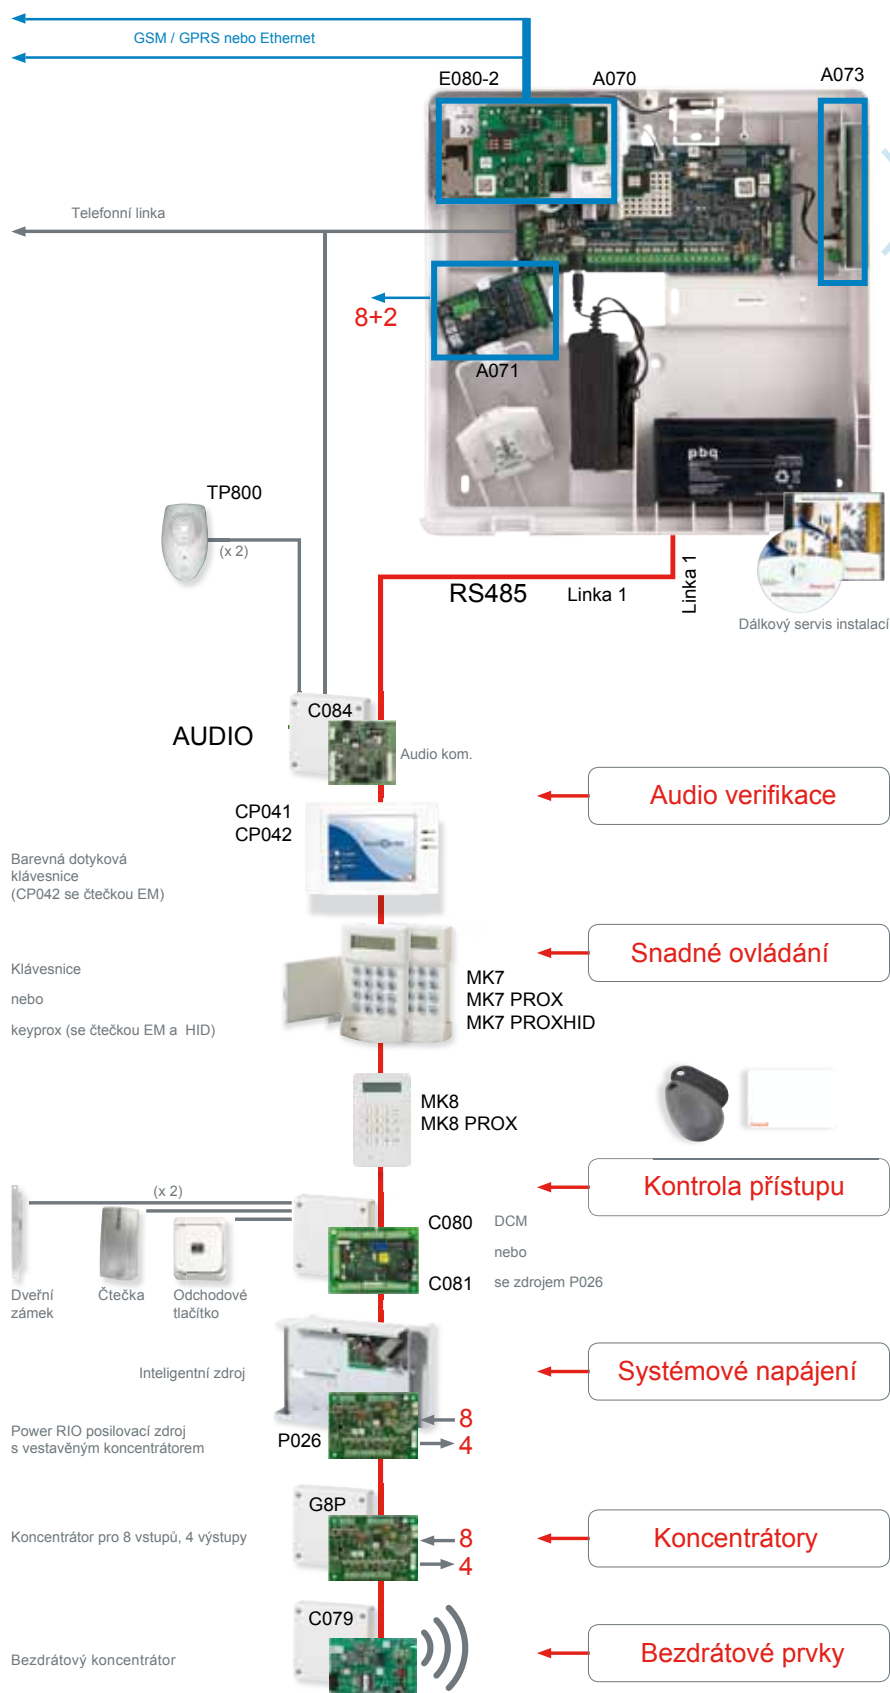 GSM / GPRS nebo Ethernet
E080-2
A070
A073
Telefonní linka
8+2
A071
pbq
TP800
(x 2)
RS485
Linka 1
Linka 1
Dálkový servis instalací
C084
AUDIO
Audio kom.
Audio verifikace
CP041
CP042
Barevná dotyková
klávesnice
(CP042 se čtečkou EM)
Snadné ovládání
Klávesnice
nebo
keyprox (se čtečkou EM a HID)
MK7
MK7 PROX
MK7 PROXHID
MK8
MK8 PROX
Kontrola přístupu
(x 2)
C080
DCM
nebo
C081
se zdrojem P026
Dveřní
zámek
Čtečka
Odchodové
tlačítko
Inteligentní zdroj
Systémové napájení
Power RIO posilovací zdroj
s vestavěným koncentrátorem
P026
8
4
G8P
Koncentrátor pro 8 vstupů, 4 výstupy
8
4
Koncentrátory
C079
Bezdrátový koncentrátor
Bezdrátové prvky